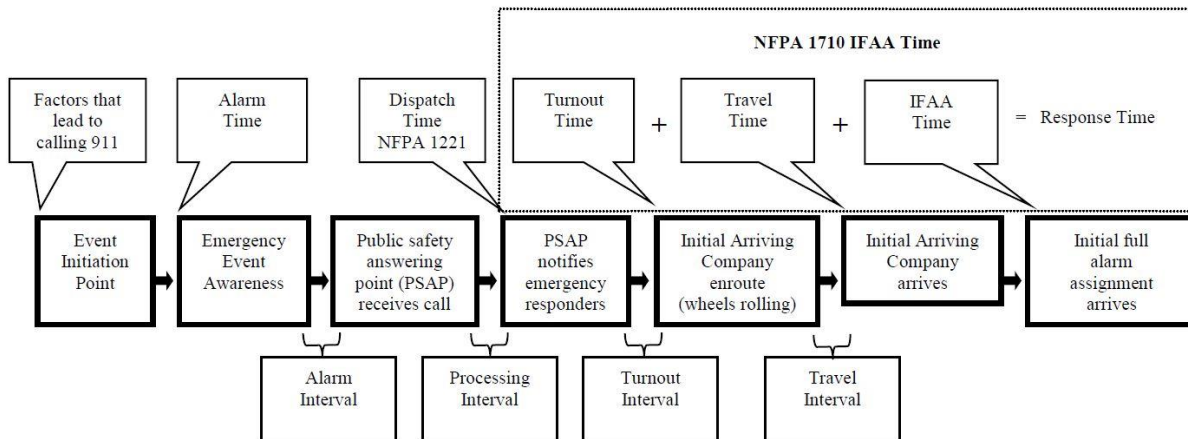 NFPA 1710 IFAA Time
Factors that
lead to
calling 911
Alarm
Time
Dispatch
Time
NFPA 1221
Turnout
Time
+
Travel
Time
+
IFAA
Time
= Response Time
Event
Initiation
Point
Emergency
Event
Awareness
Public safety
answering
point (PSAP)
receives call
PSAP
notifies
emergency
responders
Initial Arriving
Company
enroute
(wheels rolling)
Initial Arriving
Company
arrives
Initial full
alarm
assignment
arrives
Alarm
Interval
Processing
Interval
Turnout
Interval
Travel
Interval